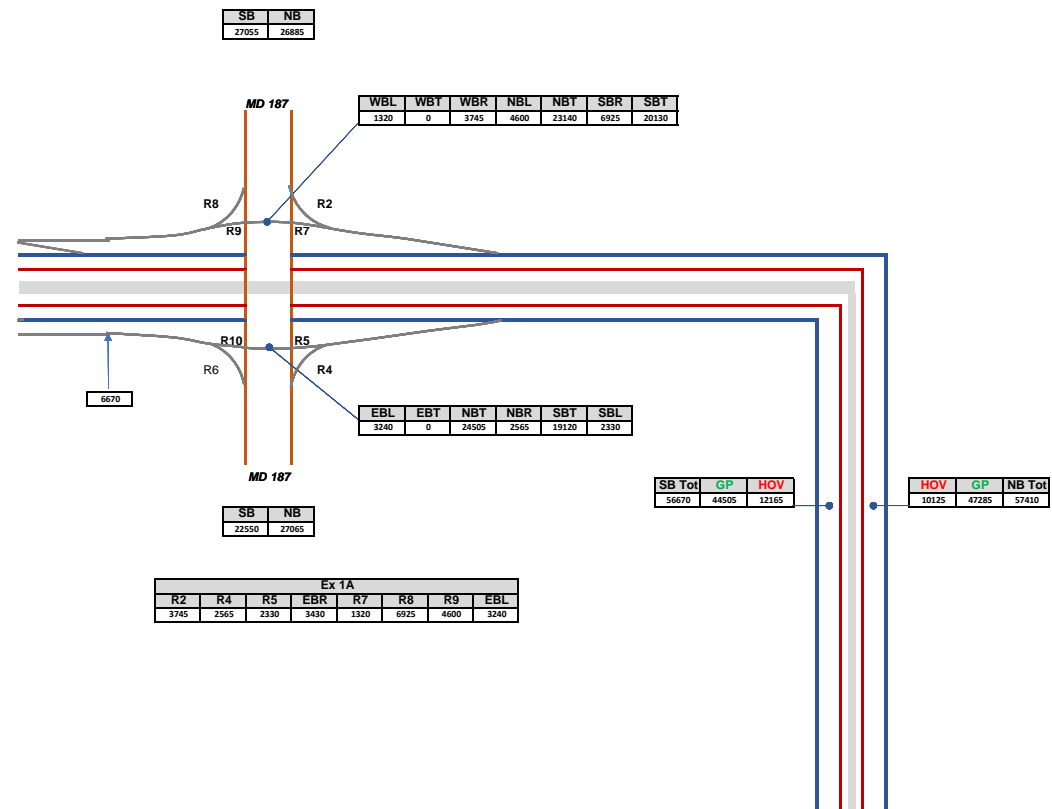 SB NB
27055 26885
MD 187
WBL WBT WBR NBL NBT SBR SBT
1320 0 3745 4600 23140 6925 20130
R8 R2
R9 R7
R10 R5
R6 R4
6670
EBL EBT NBT NBR SBT SBL
3240 0 24505 2565 19120 2330
MD 187
SB Tot GP HOV
56670 44505 12165
HOV GP NB Tot
10125 47285 57410
SB NB
22550 27065
Ex 1A
R2 R4 R5 EBR R7 R8 R9 EBL
3745 2565 2330 3430 1320 6925 4600 3240